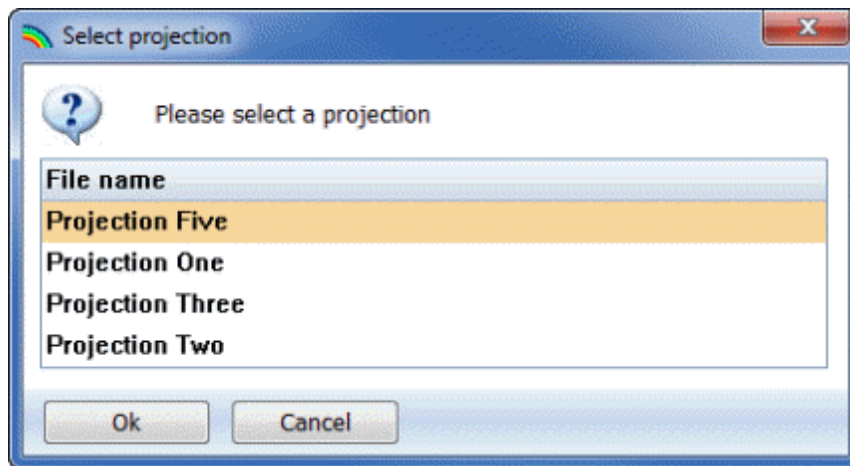 Select projection
Please select a projection
File name
Projection Five
Projection One
Projection Three
Projection Two
Ok Cancel